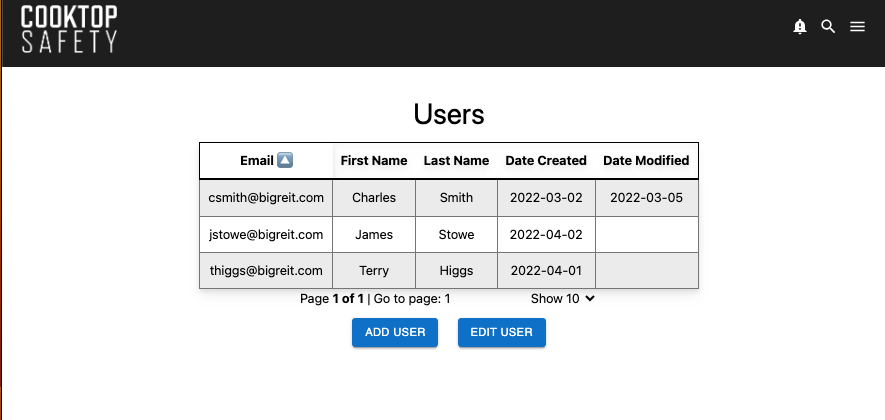 COOKTOP
SAFETY
Users
Email First Name Last Name Date Created Date Modified
csmith@bigreit.com Charles Smith 2022-03-02 2022-03-05
jstowe@bigreit.com James Stowe 2022-04-02
thiggs@bigreit.com Terry Higgs 2022-04-01
Page 1 of 1 | Go to page: 1 Show 10
ADD USER EDIT USER